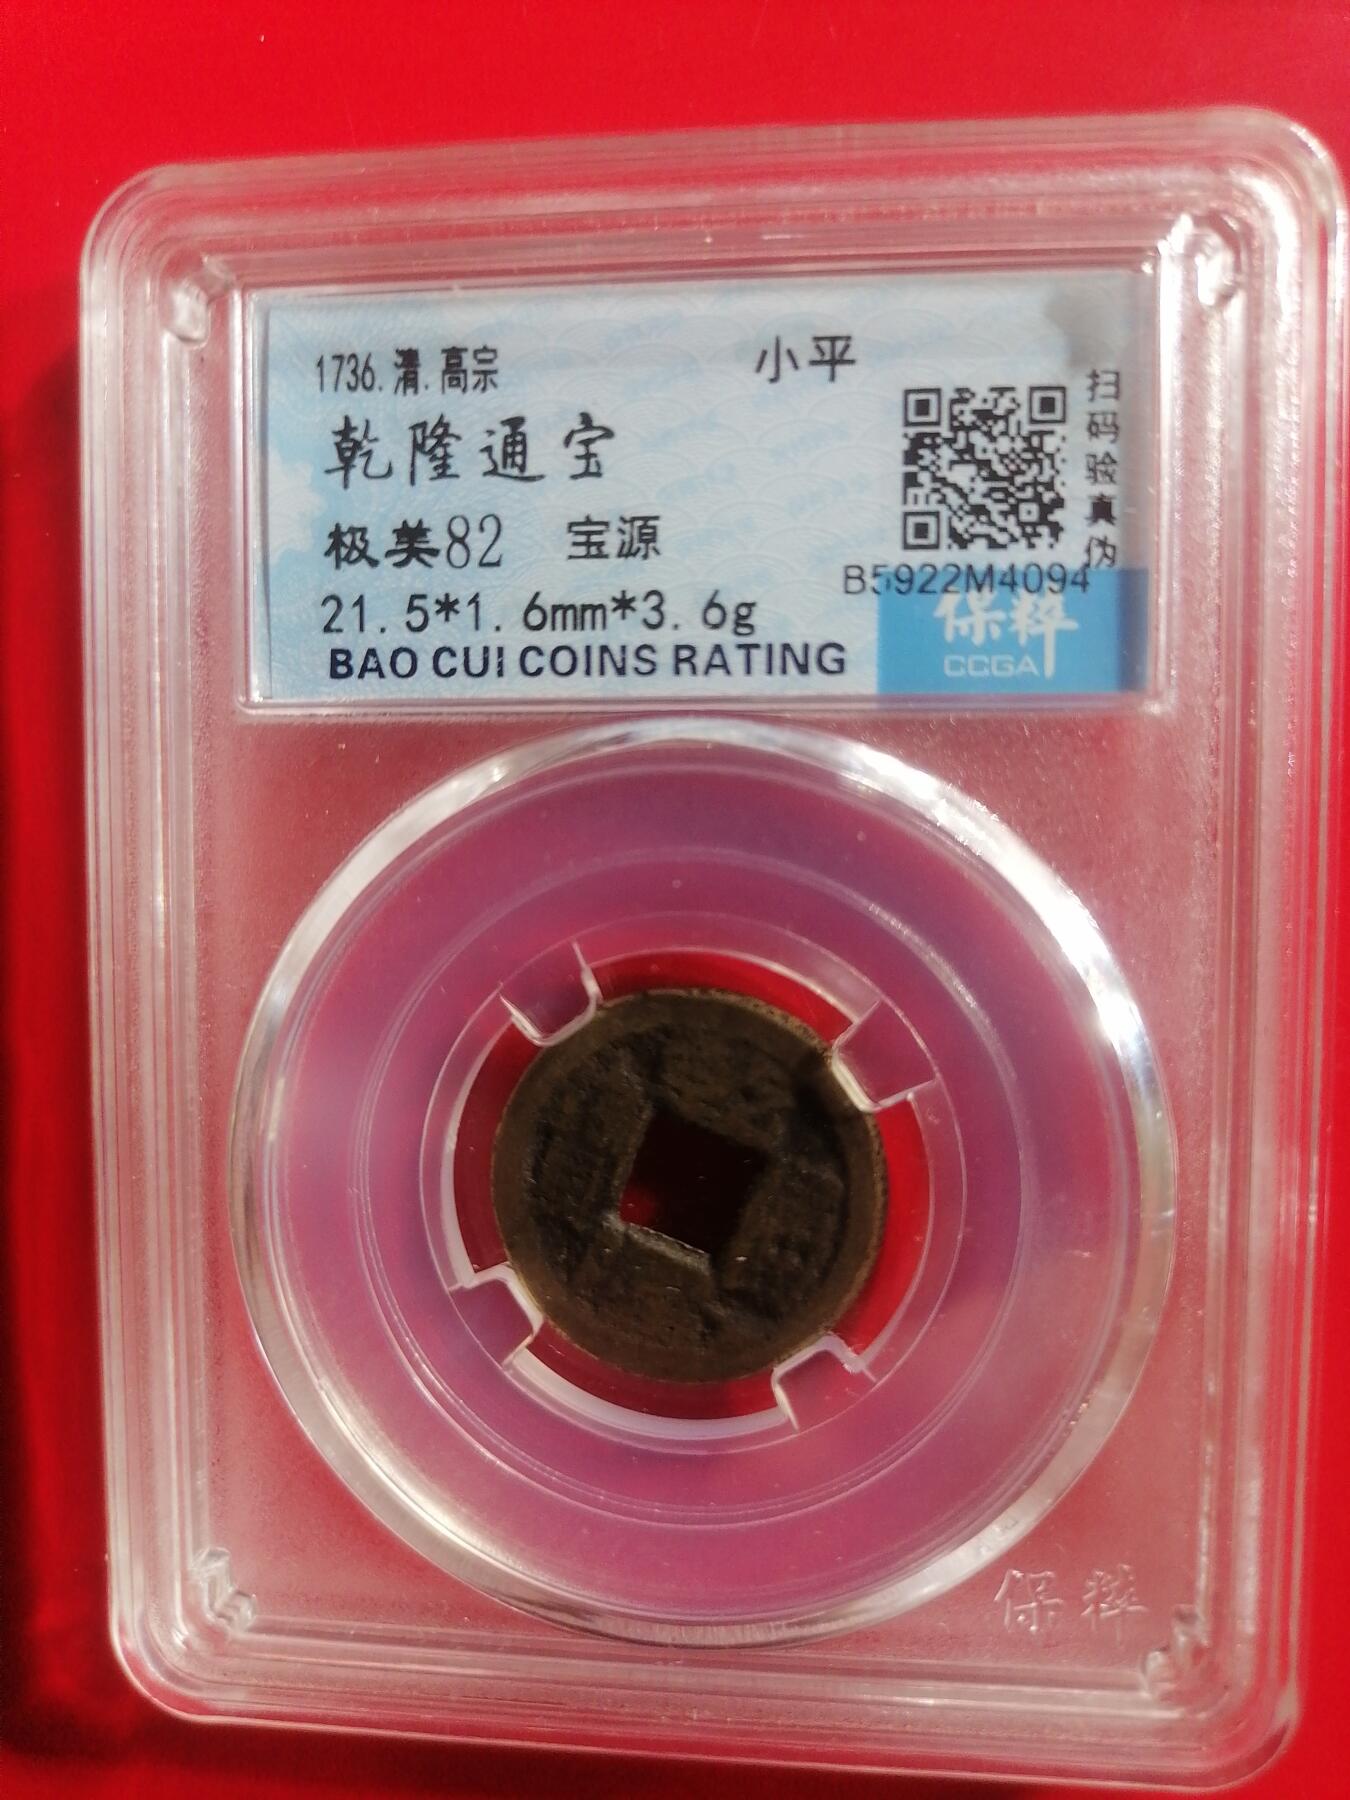 1736.清.高宗
小平
乾隆通宝
极美82 宝源
21.5*1.6mm*3.6g
BAO CUI COINS RATING
扫码验真伪
B5922M4094
保粹
CCGA
保粹